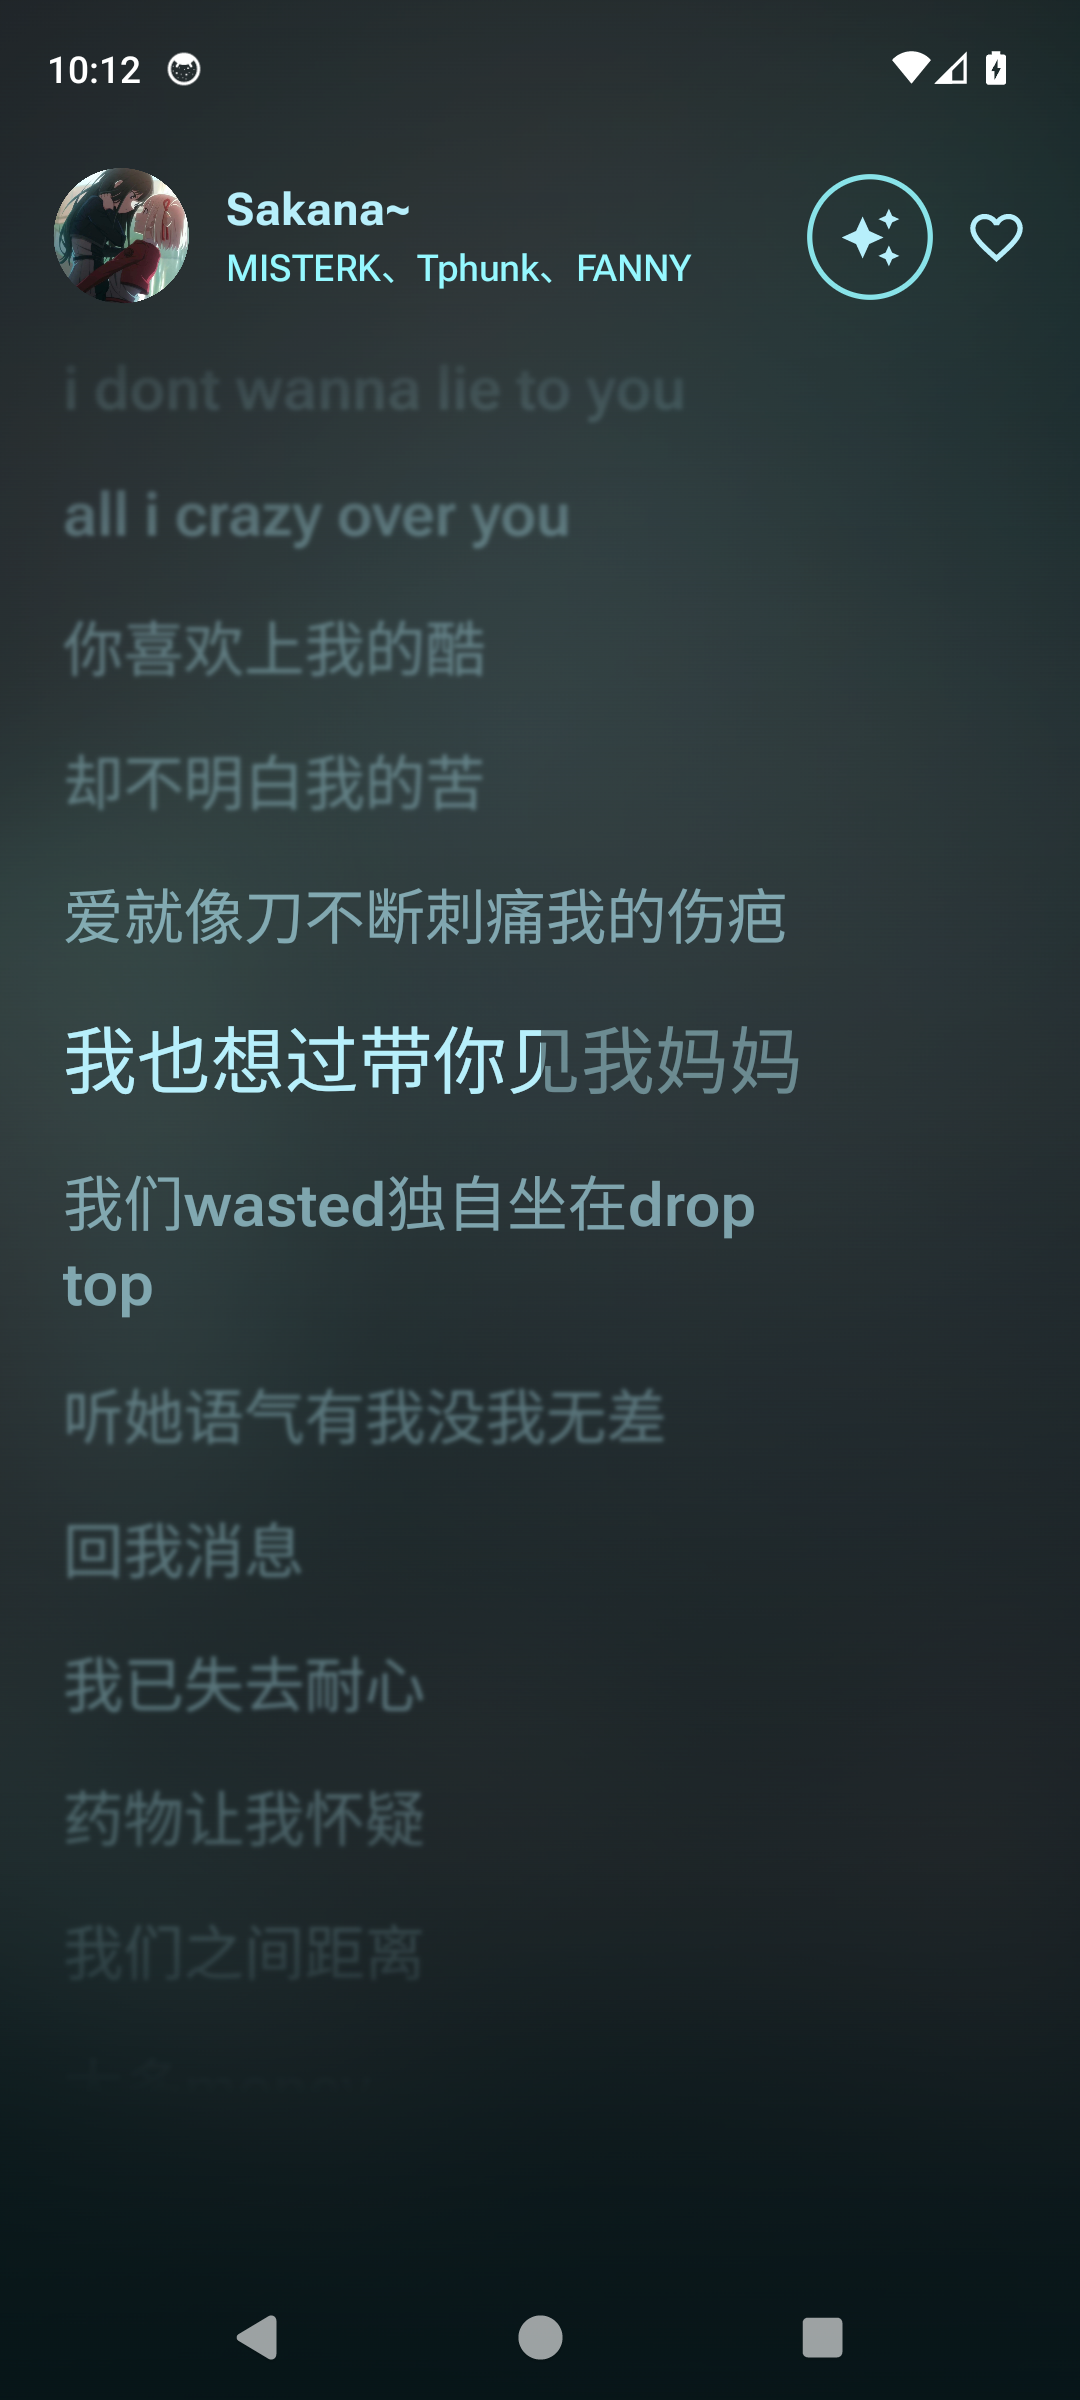 10:12
Sakana~
MISTERK、Tphunk、FANNY
i dont wanna lie to you
all i crazy over you
你喜欢上我的酷
却不明白我的苦
爱就像刀不断刺痛我的伤疤
我也想过带你见我妈妈
我们wasted独自坐在drop
top
听她语气有我没我无差
回我消息
我已失去耐心
药物让我怀疑
我们之间距离